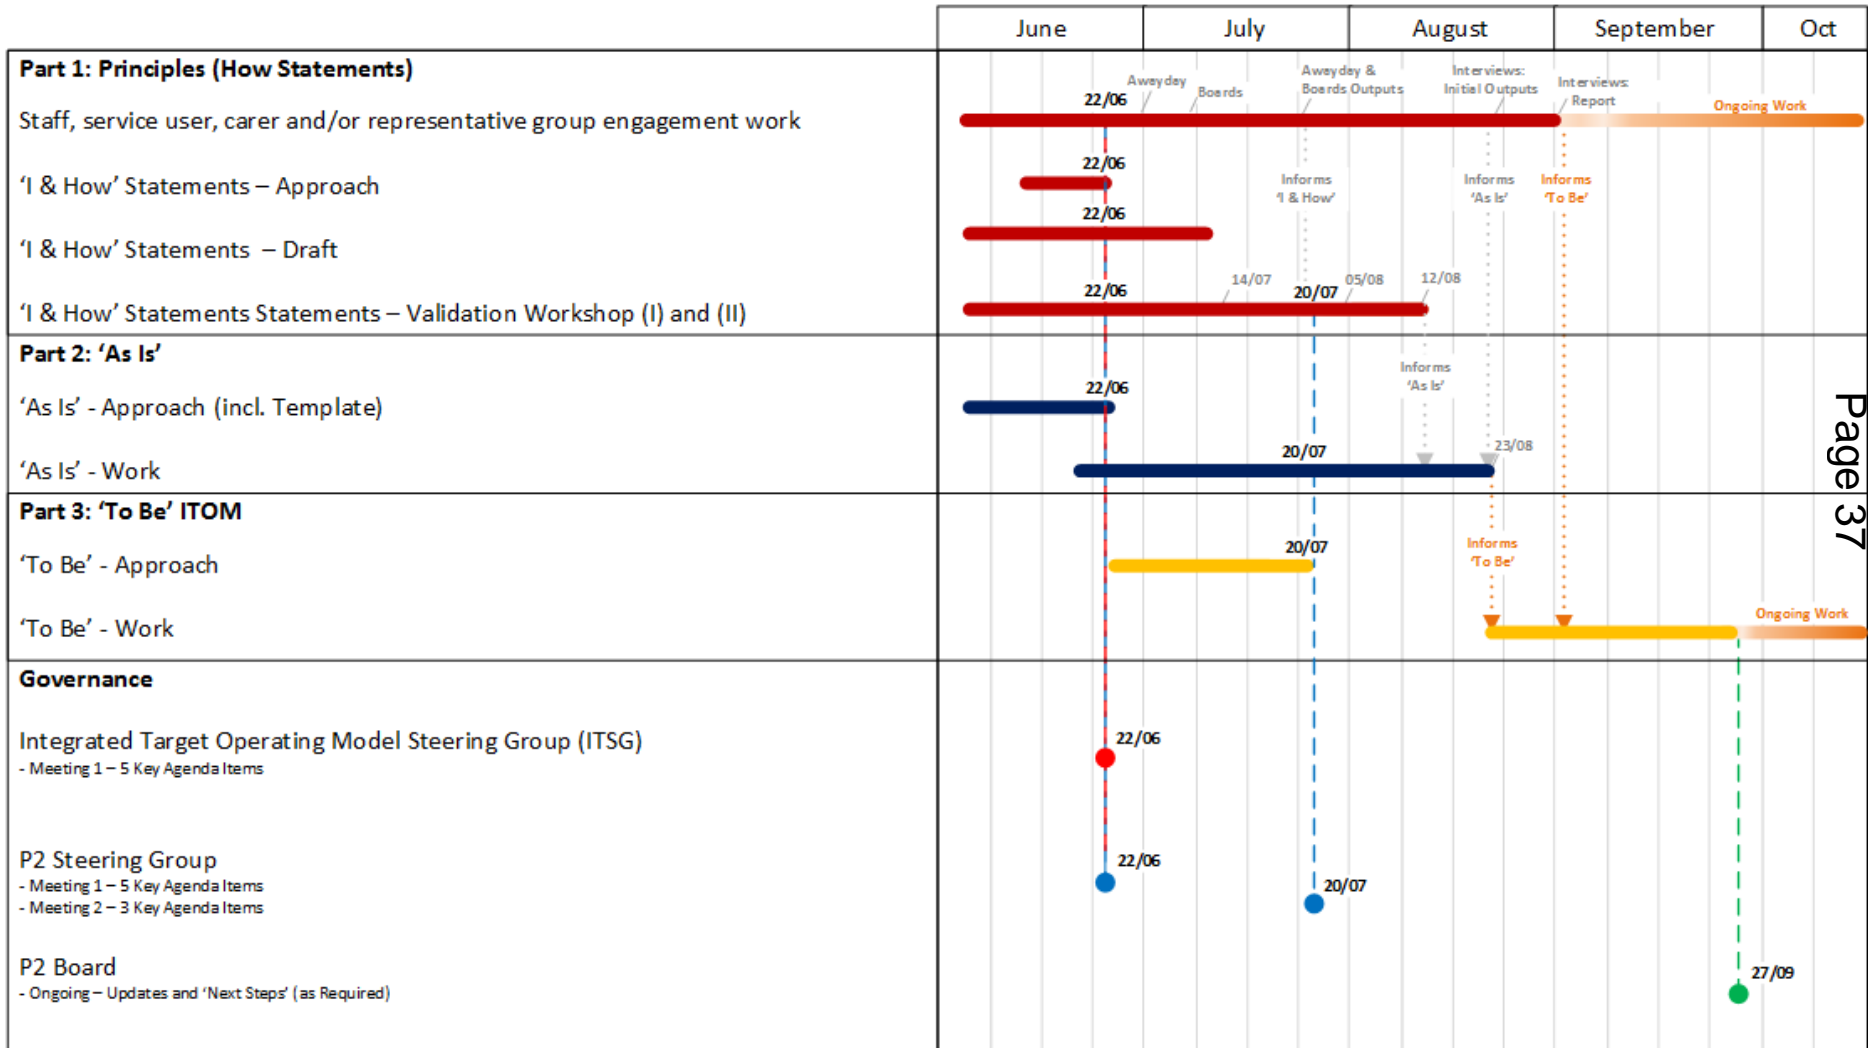 June July August September Oct
Part 1: Principles (How Statements)
Awayday
Boards
Awayday &
Boards Outputs
Interviews:
Initial Outputs
Interviews:
Report
22/06
Ongoing Work
Staff, service user, carer and/or representative group engagement work
22/06
Informs
'I & How'
Informs
'As Is'
Informs
'To Be'
‘I & How’ Statements – Approach
22/06
‘I & How’ Statements – Draft
22/06
14/07
20/07
05/08
12/08
‘I & How’ Statements Statements – Validation Workshop (I) and (II)
Part 2: ‘As Is’
Informs
'As Is'
22/06
‘As Is’ - Approach (incl. Template)
20/07
23/08
‘As Is’ - Work
Part 3: ‘To Be’ ITOM
20/07
Informs
'To Be'
‘To Be’ - Approach
Ongoing Work
‘To Be’ - Work
Governance
Integrated Target Operating Model Steering Group (ITSG)
- Meeting 1 – 5 Key Agenda Items
22/06
P2 Steering Group
- Meeting 1 – 5 Key Agenda Items
- Meeting 2 – 3 Key Agenda Items
22/06
20/07
P2 Board
- Ongoing – Updates and ‘Next Steps’ (as Required)
27/09
Page 37